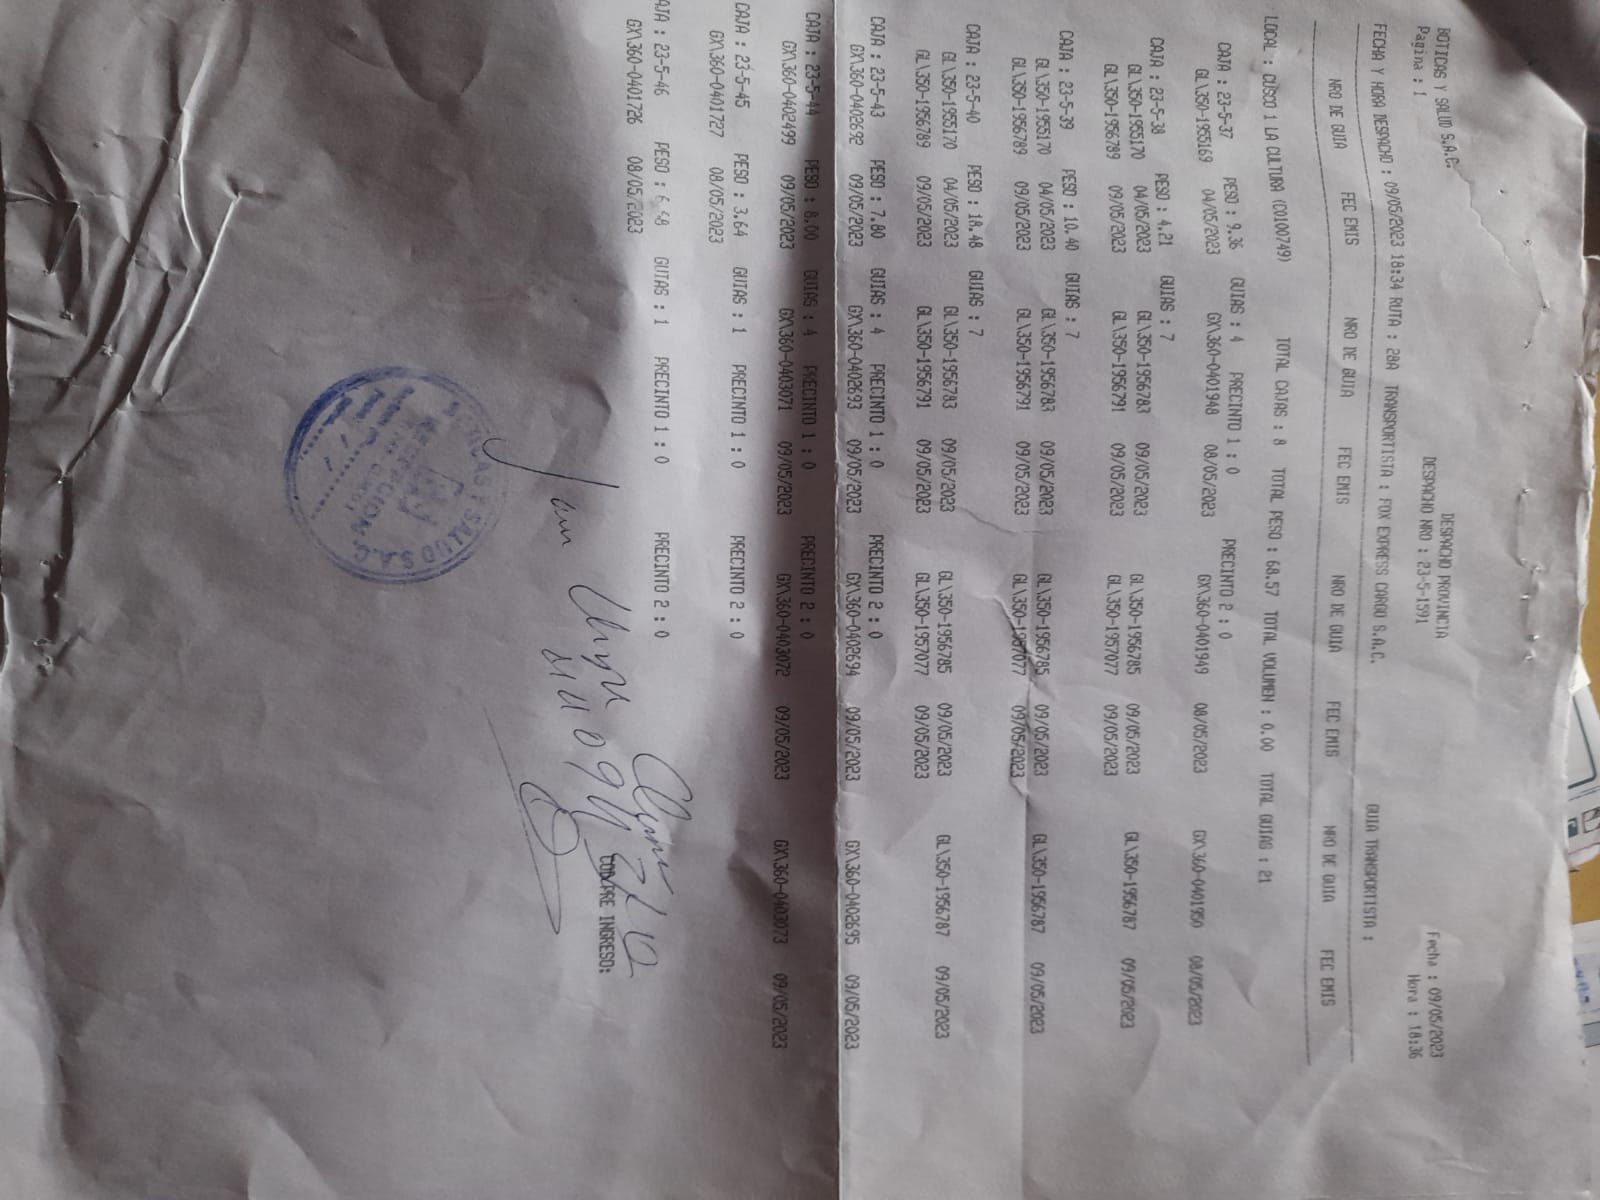 BOTICAS Y SALUD S.A.C. DESPACHO PROVINCIA Fecha : 09/05/2023
Pagina : 1 DESPACHO NRO : 23-5-1591 Hora : 18:36
FECHA Y HORA DESPACHO : 09/05/2023 18:34 RUTA : 28A TRANSPORTISTA : FOX EXPRESS CARGO S.A.C. GUIA TRANSPORTISTA :
NRO DE GUIA FEC EMIS NRO DE GUIA FEC EMIS NRO DE GUIA FEC EMIS NRO DE GUIA FEC EMIS
LOCAL : CUSCO 1 LA CULTURA (C0100749) TOTAL CAJAS : 8 TOTAL PESO : 68.57 TOTAL VOLUMEN : 0.00 TOTAL GUIAS : 21
CAJA : 23-5-37 PESO : 9.36 GUIAS : 4 PRECINTO 1 : 0 PRECINTO 2 : 0
GL\350-1955169 04/05/2023 GX\360-0401948 08/05/2023 GX\360-0401949 08/05/2023 GX\360-0401950 08/05/2023
CAJA : 23-5-38 PESO : 4.21 GUIAS : 7
GL\350-1955170 04/05/2023 GL\350-1956783 09/05/2023 GL\350-1956785 09/05/2023 GL\350-1956787 09/05/2023
GL\350-1956789 09/05/2023 GL\350-1956791 09/05/2023 GL\350-1957077 09/05/2023
CAJA : 23-5-39 PESO : 10.40 GUIAS : 7
GL\350-1955170 04/05/2023 GL\350-1956783 09/05/2023 GL\350-1956785 09/05/2023 GL\350-1956787 09/05/2023
GL\350-1956789 09/05/2023 GL\350-1956791 09/05/2023 GL\350-1957077 09/05/2023
CAJA : 23-5-40 PESO : 18.48 GUIAS : 7
GL\350-1955170 04/05/2023 GL\350-1956783 09/05/2023 GL\350-1956785 09/05/2023 GL\350-1956787 09/05/2023
GL\350-1956789 09/05/2023 GL\350-1956791 09/05/2023 GL\350-1957077 09/05/2023
CAJA : 23-5-43 PESO : 7.80 GUIAS : 4 PRECINTO 1 : 0 PRECINTO 2 : 0
GX\360-0402692 09/05/2023 GX\360-0402693 09/05/2023 GX\360-0402694 09/05/2023 GX\360-0402695 09/05/2023
CAJA : 23-5-44 PESO : 8.00 GUIAS : 4 PRECINTO 1 : 0 PRECINTO 2 : 0
GX\360-0402499 09/05/2023 GX\360-0403071 09/05/2023 GX\360-0403072 09/05/2023 GX\360-0403073 09/05/2023
CAJA : 23-5-45 PESO : 3.64 GUIAS : 1 PRECINTO 1 : 0 PRECINTO 2 : 0
GX\360-0401727 08/05/2023
AJA : 23-5-46 PESO : 6.68 GUIAS : 1 PRECINTO 1 : 0 PRECINTO 2 : 0
GX\360-0401726 08/05/2023
PRE INGRESO:
SALUD S.A.C.